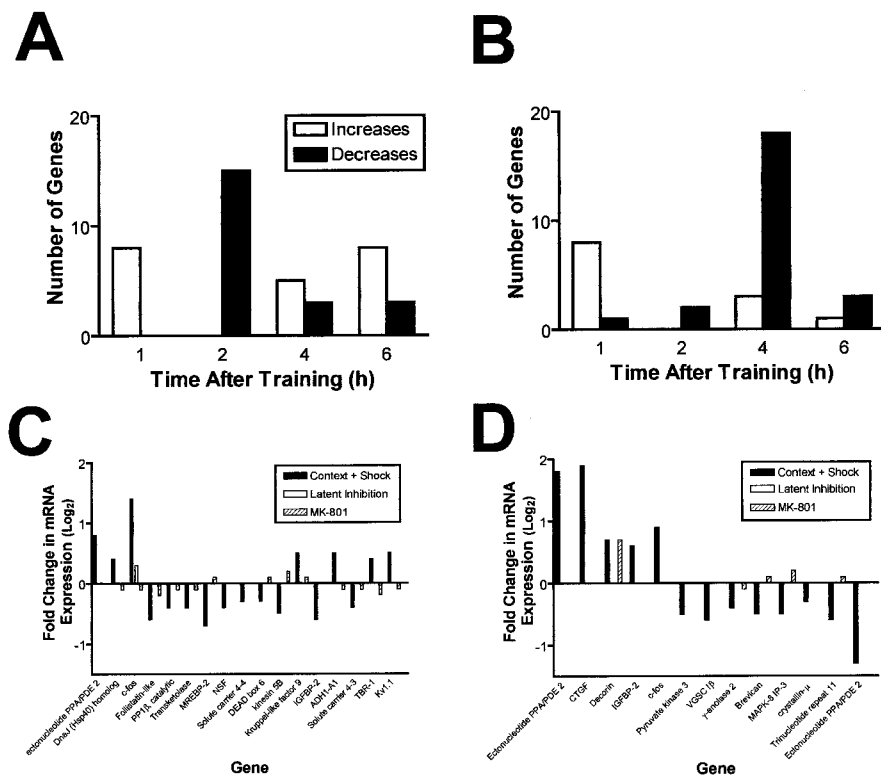 A
Number of Genes
20
10
0
Increases
Decreases
1 2 4 6
Time After Training (h)
B
Number of Genes
20
10
0
1 2 4 6
Time After Training (h)
C
Fold Change in mRNA
Expression (Log2)
2
1
0
-1
Context + Shock
Latent Inhibition
MK-801
ectonucleotide PPA/PDE 2
DnaJ (Hsp40) homolog
c-fos
Follistatin-like
PP1β, catalytic
Transketolase
MREBP-2
NSF
Solute carrier 4-4
DEAD box 6
kinesin 5B
Kruppel-like factor 9
IGFBP-2
ADH1-A1
Solute carrier 4-3
TBR-1
Kv1.1
Gene
D
Fold Change in mRNA
Expression (Log2)
2
1
0
-1
Context + Shock
Latent Inhibition
MK-801
Ectonucleotide PPA/PDE 2
CTGF
Decorin
IGFBP-2
c-fos
Pyruvate Kinase 3
VGSC Iβ
γ-enolase 2
Brevican
MAPK-8 IP-3
crystallin-μ
Trinucleotide repeat 11
Ectonucleotide PPA/PDE 2
Gene